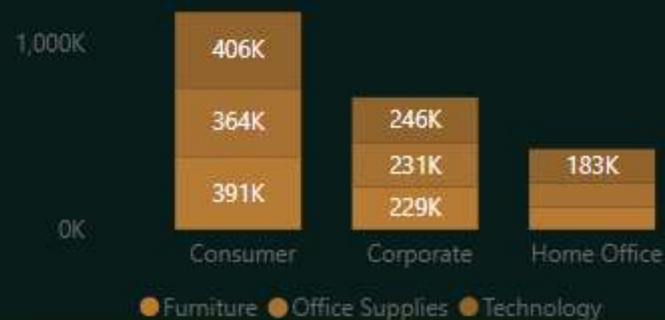 1,000K
406K
364K 246K
391K 231K 183K
229K
0K
Consumer Corporate Home Office
Furniture Office Supplies Technology